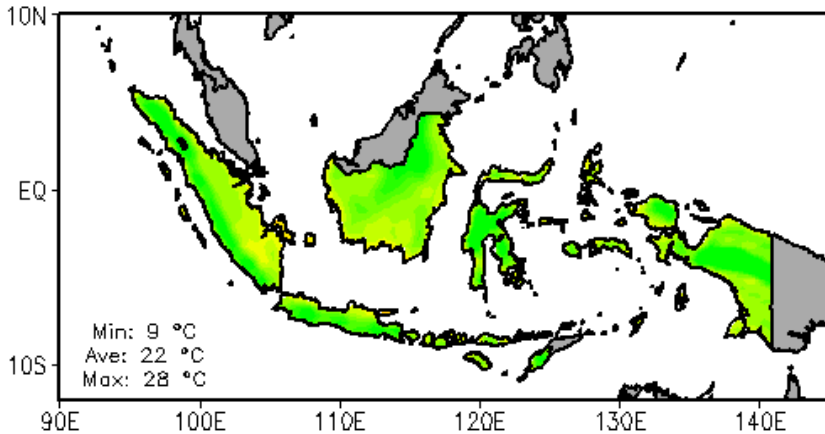 10N
EQ
10S
Min: 9 °C
Ave: 22 °C
Max: 28 °C
90E 100E 110E 120E 130E 140E